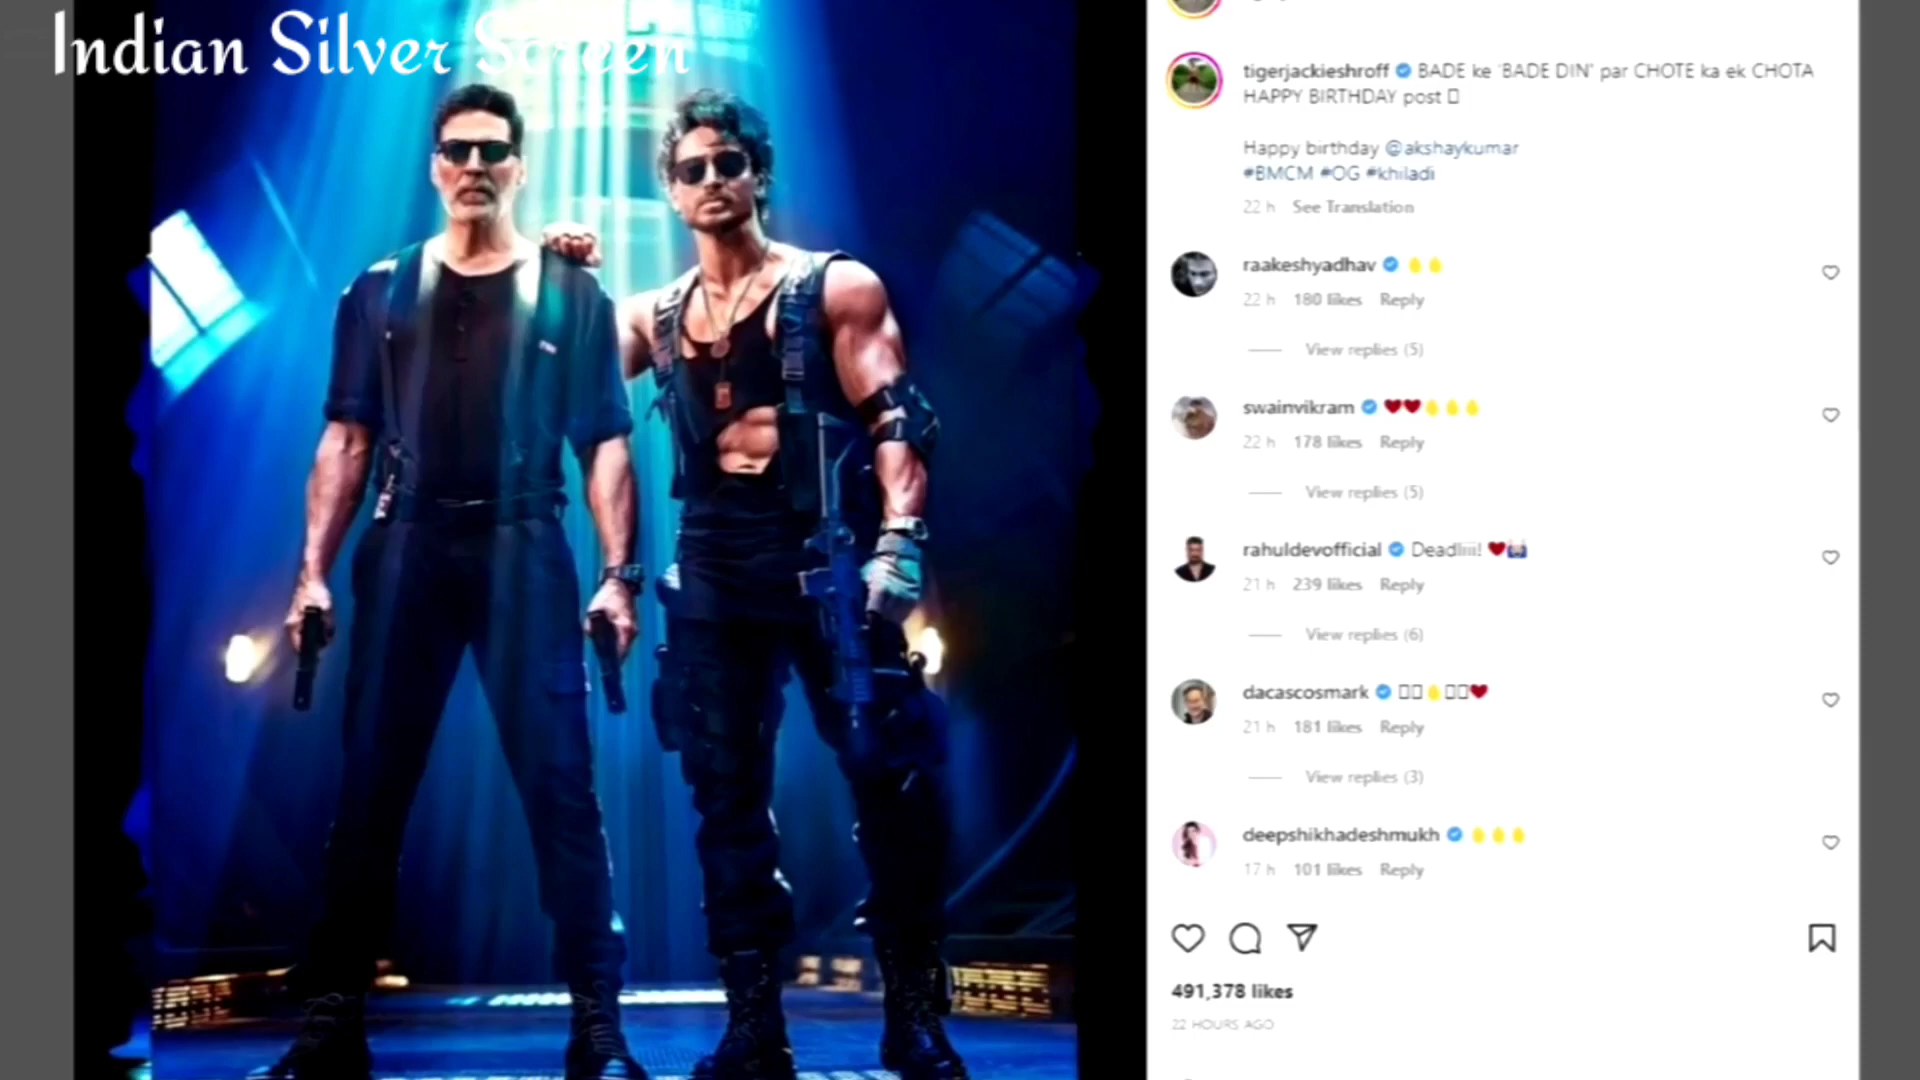 Indian Silver Screen
tigerjackieshroff BADE ke 'BADE DIN' par CHOTE ka ek CHOTA
HAPPY BIRTHDAY post
Happy birthday @akshaykumar
#BMCM #OG #khiladi
22 h See Translation
raakeshyadhav
22 h 180 likes Reply
View replies (5)
swainvikram
22 h 178 likes Reply
View replies (5)
rahuldevofficial Deadliiii!
21 h 239 likes Reply
View replies (6)
dacascosmark
21 h 181 likes Reply
View replies (3)
deepshikhadeshmukh
17 h 101 likes Reply
491,378 likes
22 HOURS AGO